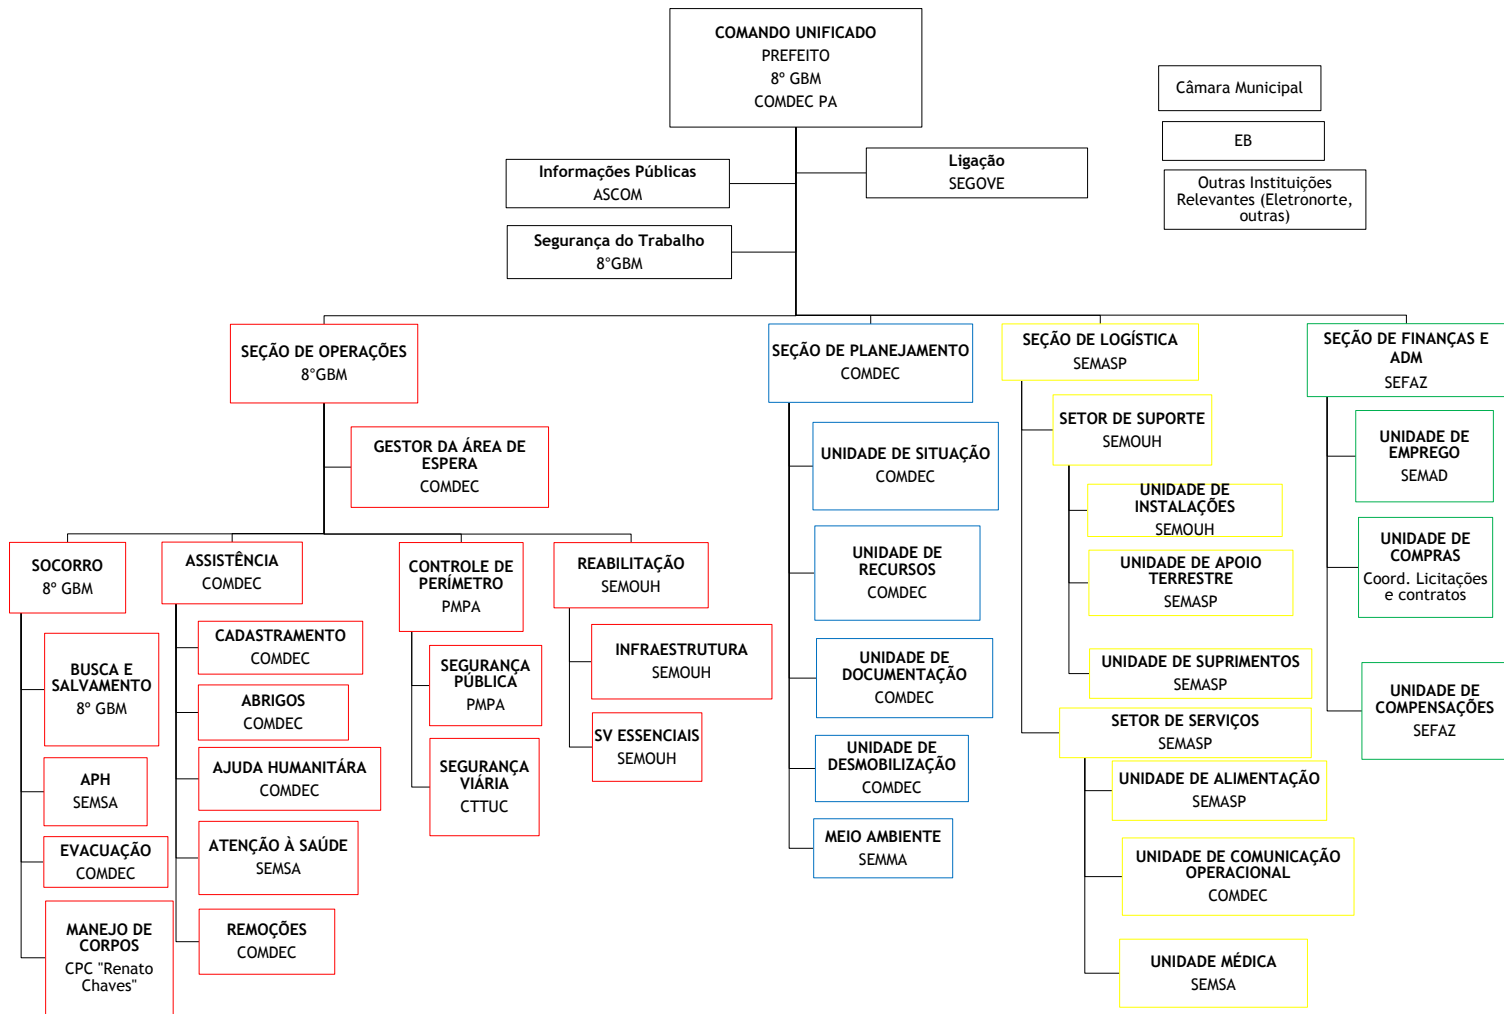 COMANDO UNIFICADO
PREFEITO
8º GBM
COMDEC PA
Câmara Municipal
EB
Outras Instituições
Relevantes (Eletronorte,
outras)
Informações Públicas
ASCOM
Ligação
SEGOVE
Segurança do Trabalho
8°GBM
SEÇÃO DE OPERAÇÕES
8°GBM
GESTOR DA ÁREA DE
ESPERA
COMDEC
SOCORRO
8º GBM
BUSCA E
SALVAMENTO
8º GBM
APH
SEMSA
EVACUAÇÃO
COMDEC
MANEJO DE
CORPOS
CPC "Renato
Chaves"
ASSISTÊNCIA
COMDEC
CADASTRAMENTO
COMDEC
ABRIGOS
COMDEC
AJUDA HUMANITÁRA
COMDEC
ATENÇÃO À SAÚDE
SEMSA
REMOÇÕES
COMDEC
CONTROLE DE
PERÍMETRO
PMPA
SEGURANÇA
PÚBLICA
PMPA
SEGURANÇA
VIÁRIA
CTTUC
REABILITAÇÃO
SEMOUH
INFRAESTRUTURA
SEMOUH
SV ESSENCIAIS
SEMOUH
SEÇÃO DE PLANEJAMENTO
COMDEC
UNIDADE DE SITUAÇÃO
COMDEC
UNIDADE DE
RECURSOS
COMDEC
UNIDADE DE
DOCUMENTAÇÃO
COMDEC
UNIDADE DE
DESMOBILIZAÇÃO
COMDEC
MEIO AMBIENTE
SEMMA
SEÇÃO DE LOGÍSTICA
SEMASP
SETOR DE SUPORTE
SEMOUH
UNIDADE DE
INSTALAÇÕES
SEMOUH
UNIDADE DE APOIO
TERRESTRE
SEMASP
UNIDADE DE SUPRIMENTOS
SEMASP
SETOR DE SERVIÇOS
SEMASP
UNIDADE DE ALIMENTAÇÃO
SEMASP
UNIDADE DE COMUNICAÇÃO
OPERACIONAL
COMDEC
UNIDADE MÉDICA
SEMSA
SEÇÃO DE FINANÇAS E
ADM
SEFAZ
UNIDADE DE
EMPREGO
SEMAD
UNIDADE DE
COMPRAS
Coord. Licitações
e contratos
UNIDADE DE
COMPENSAÇÕES
SEFAZ